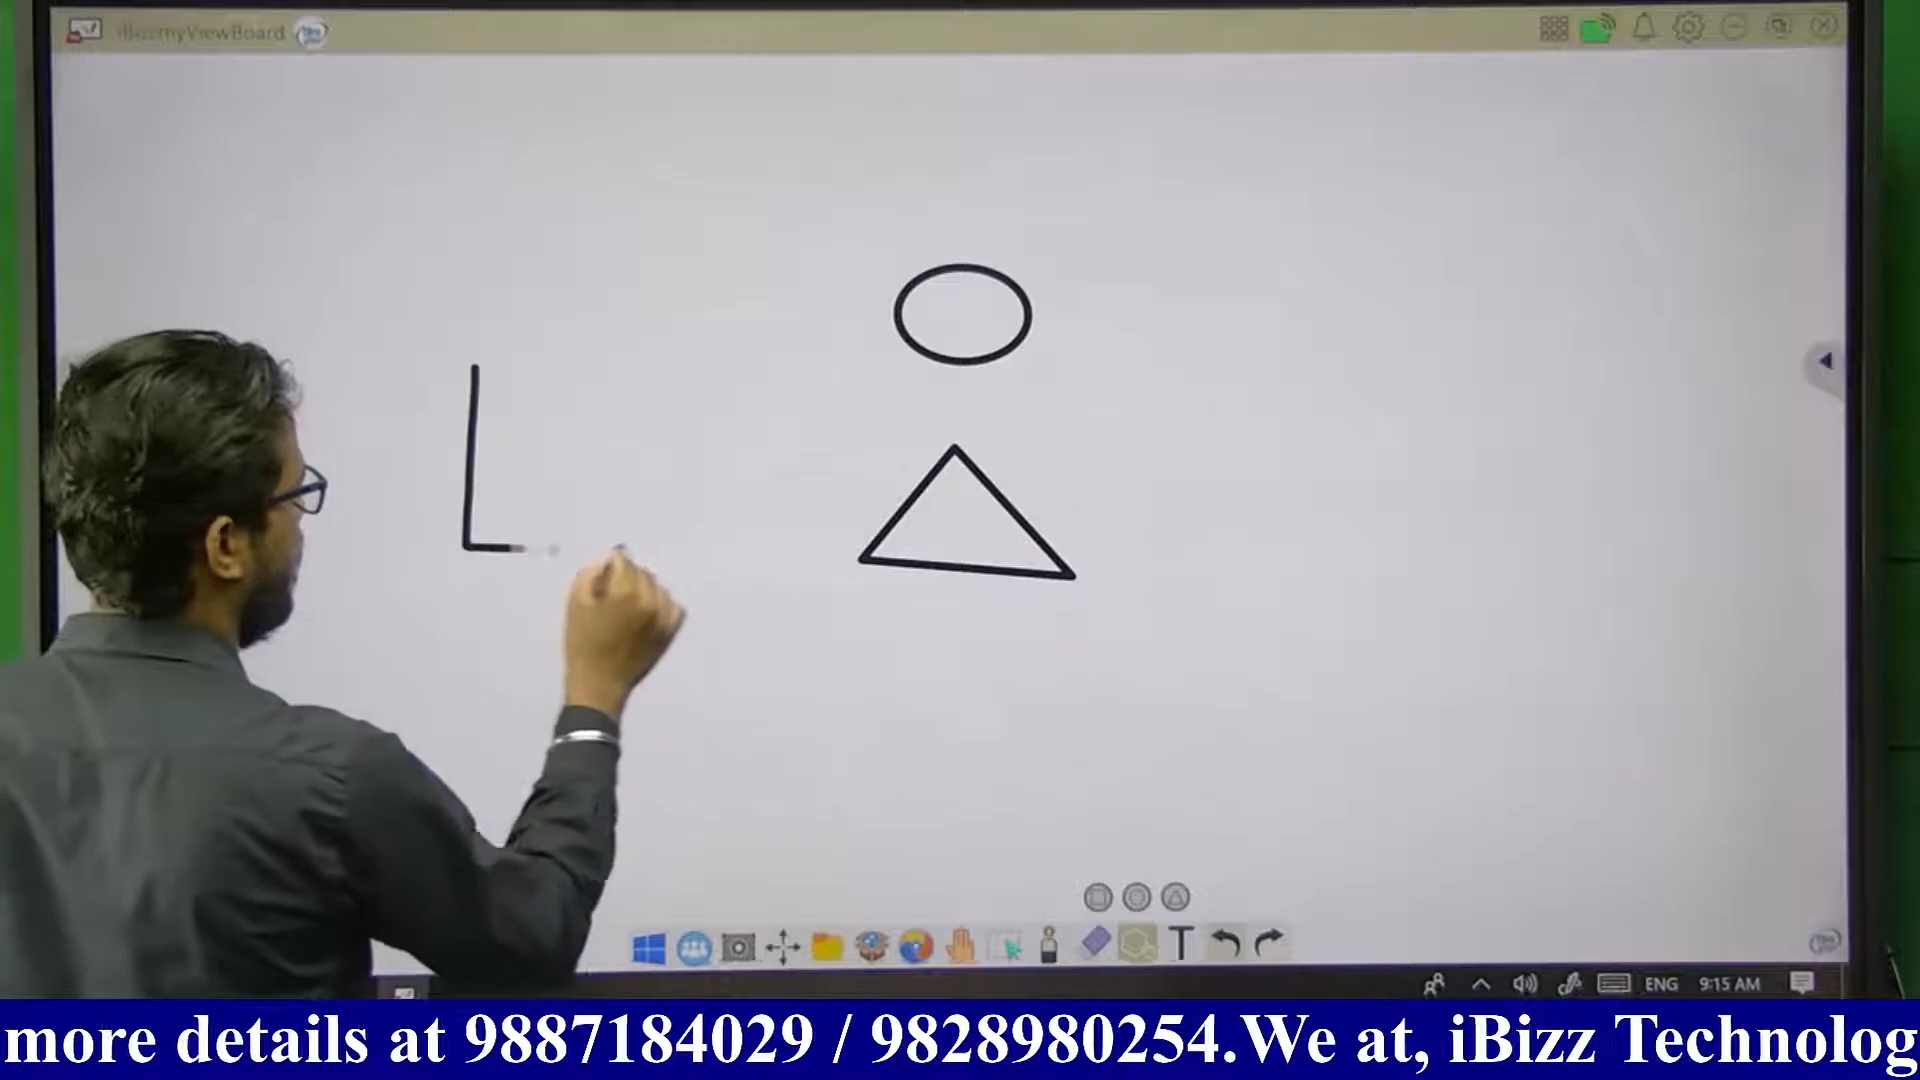 iBizzmyViewBoard
T
ENG 9:15 AM
more details at 9887184029 / 9828980254.We at, iBizz Technolog